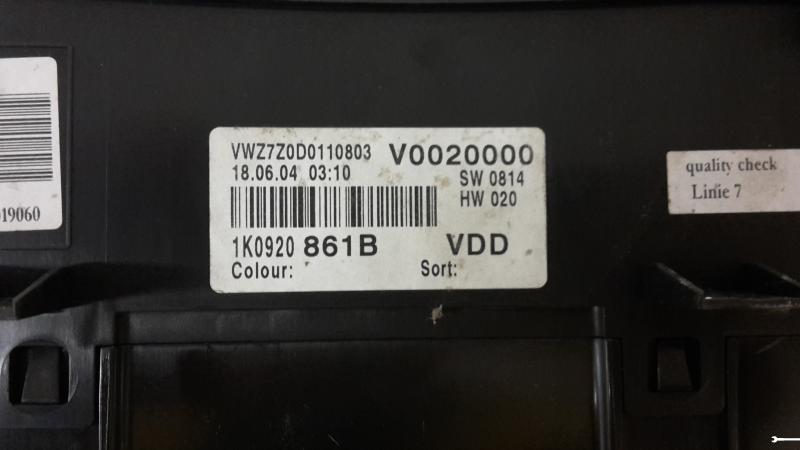 VWZ7Z0D0110803 V0020000
18.06.04 03:10 SW 0814
HW 020
1K0920 861B VDD
Colour: Sort:
19060
quality check
Linie 7